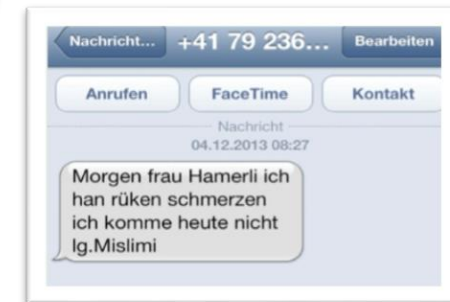 Nachricht... +41 79 236... Bearbeiten
Anrufen FaceTime Kontakt
Nachricht
04.12.2013 08:27
Morgen frau Hamerli ich
han rüken schmerzen
ich komme heute nicht
lg.Mislimi